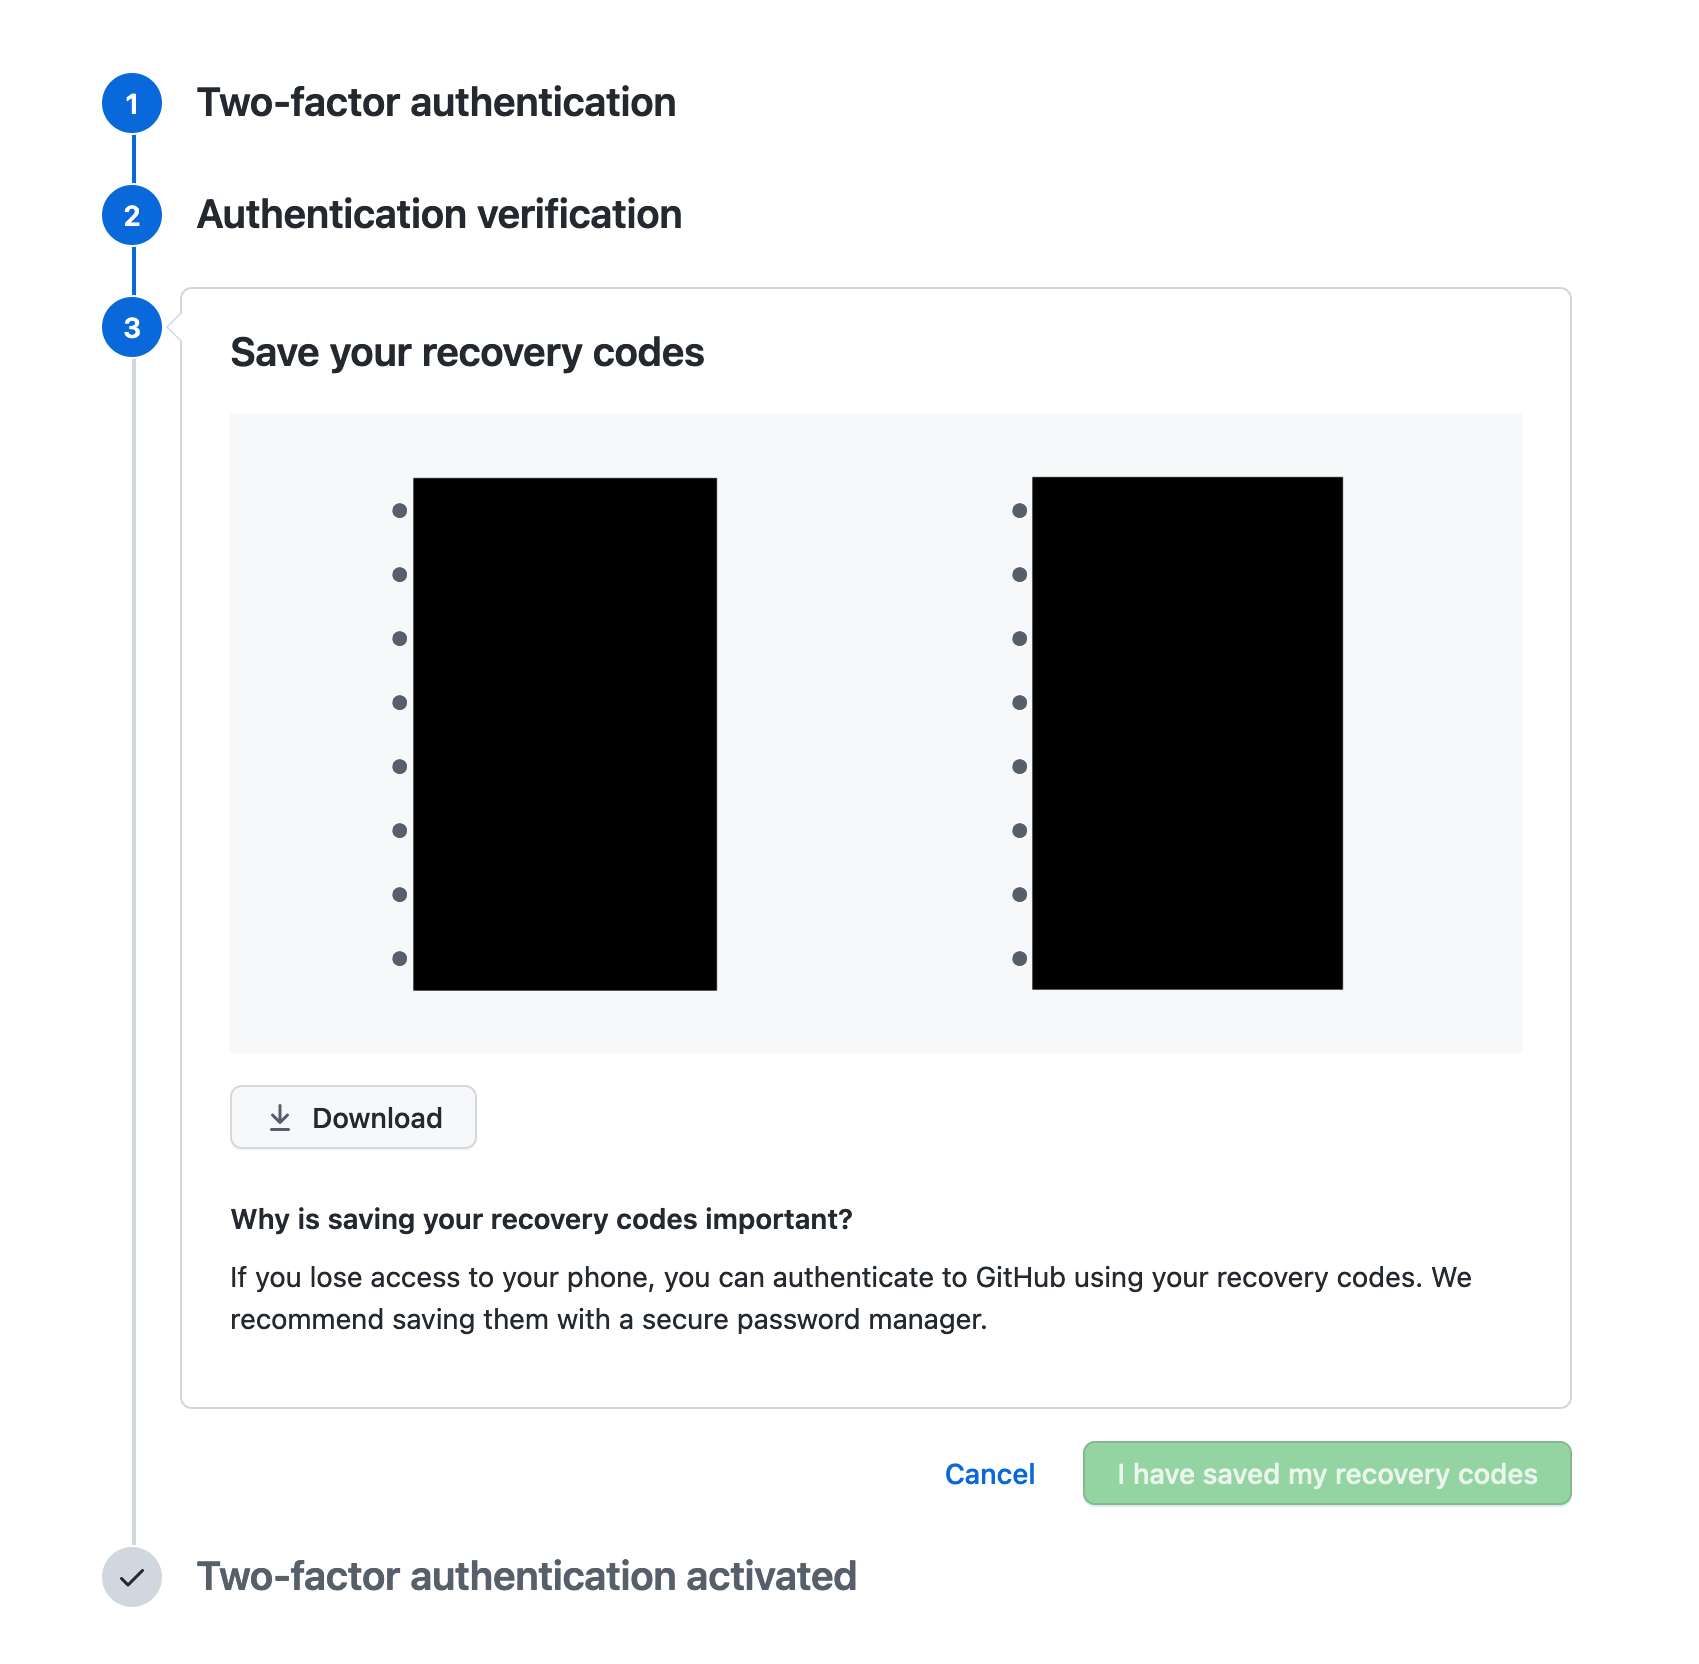 1 Two-factor authentication
2 Authentication verification
3 Save your recovery codes
Download
Why is saving your recovery codes important?
If you lose access to your phone, you can authenticate to GitHub using your recovery codes. We
recommend saving them with a secure password manager.
Cancel I have saved my recovery codes
Two-factor authentication activated